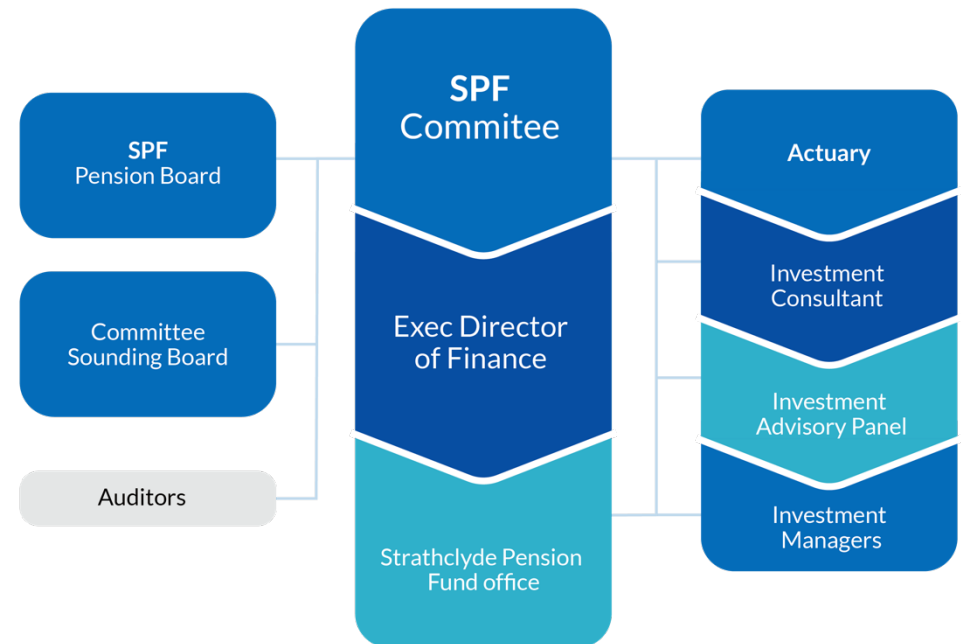 SPF
Pension Board
Committee
Sounding Board
Auditors
SPF
Commitee
Exec Director
of Finance
Strathclyde Pension
Fund office
Actuary
Investment
Consultant
Investment
Advisory Panel
Investment
Managers